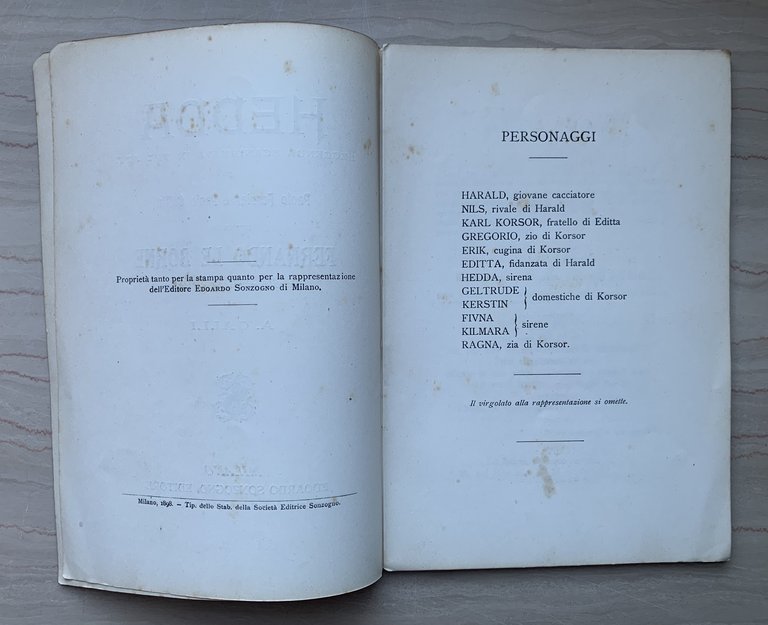 Proprietà tanto per la stampa quanto per la rappresentazione
dell'Editore EDOARDO SONZOGNO di Milano.
Milano, 1898. — Tip. dello Stab. della Società Editrice Sonzogno.
PERSONAGGI
HARALD, giovane cacciatore
NILS, rivale di Harald
KARL KORSOR, fratello di Editta
GREGORIO, zio di Korsor
ERIK, cugina di Korsor
EDITTA, fidanzata di Harald
HEDDA, sirena
GELTRUDE
KERSTIN
domestiche di Korsor
FIVNA
KILMARA
sirene
RAGNA, zia di Korsor.
Il virgolato alla rappresentazione si omette.